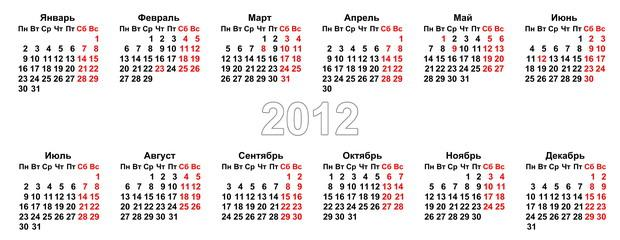 Январь Февраль Март Апрель Май Июнь
Пн Вт Ср Чт Пт Сб Вс Пн Вт Ср Чт Пт Сб Вс Пн Вт Ср Чт Пт Сб Вс Пн Вт Ср Чт Пт Сб Вс Пн Вт Ср Чт Пт Сб Вс Пн Вт Ср Чт Пт Сб Вс
1 1 2 3 4 5 1 2 3 4 1 1 2 3 4 5 6 1 2 3
2 3 4 5 6 7 8 6 7 8 9 10 11 12 5 6 7 8 9 10 11 2 3 4 5 6 7 8 7 8 9 10 11 12 13 4 5 6 7 8 9 10
9 10 11 12 13 14 15 13 14 15 16 17 18 19 12 13 14 15 16 17 18 9 10 11 12 13 14 15 14 15 16 17 18 19 20 11 12 13 14 15 16 17
16 17 18 19 20 21 22 20 21 22 23 24 25 26 19 20 21 22 23 24 25 16 17 18 19 20 21 22 21 22 23 24 25 26 27 18 19 20 21 22 23 24
23 24 25 26 27 28 29 27 28 29 26 27 28 29 30 31 23 24 25 26 27 28 29 28 29 30 31 25 26 27 28 29 30
30 31 30
2012
Июль Август Сентябрь Октябрь Ноябрь Декабрь
Пн Вт Ср Чт Пт Сб Вс Пн Вт Ср Чт Пт Сб Вс Пн Вт Ср Чт Пт Сб Вс Пн Вт Ср Чт Пт Сб Вс Пн Вт Ср Чт Пт Сб Вс Пн Вт Ср Чт Пт Сб Вс
1 1 2 3 4 5 1 2 1 2 3 4 5 6 7 1 2 3 4 1 2
2 3 4 5 6 7 8 6 7 8 9 10 11 12 3 4 5 6 7 8 9 8 9 10 11 12 13 14 5 6 7 8 9 10 11 3 4 5 6 7 8 9
9 10 11 12 13 14 15 13 14 15 16 17 18 19 10 11 12 13 14 15 16 15 16 17 18 19 20 21 12 13 14 15 16 17 18 10 11 12 13 14 15 16
16 17 18 19 20 21 22 20 21 22 23 24 25 26 17 18 19 20 21 22 23 22 23 24 25 26 27 28 19 20 21 22 23 24 25 17 18 19 20 21 22 23
23 24 25 26 27 28 29 27 28 29 30 31 24 25 26 27 28 29 30 29 30 31 26 27 28 29 30 24 25 26 27 28 29 30
30 31 31